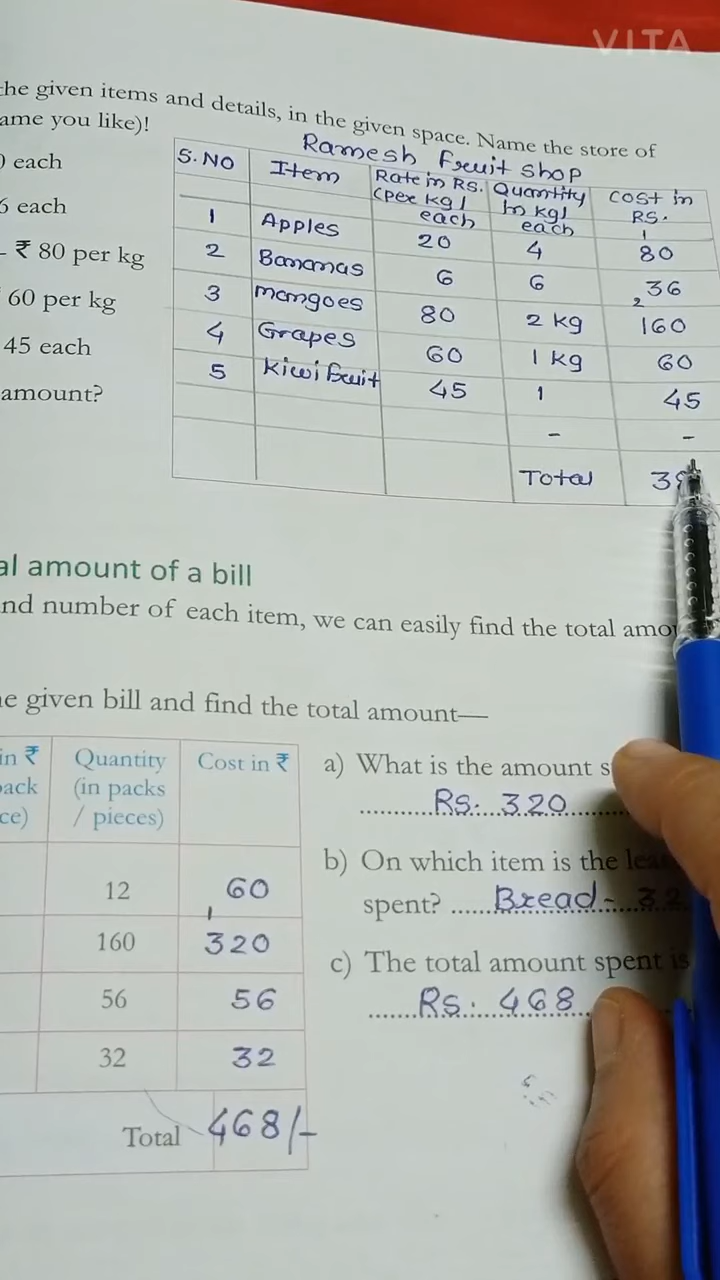 VITA
the given items and details, in the given space. Name the store of
ame you like)!
Ramesh Fruit shop
each
S.NO Item Rate in Rs. (per kg/ each Quantity In kg/ each cost in RS.
6 each
1 Apples 20 4 80
- ₹ 80 per kg
2 Bananas 6 6 36
60 per kg
3 mangoes 80 2 kg 160
45 each
4 Grapes 60 1 kg 60
amount?
5 kiwi fruit 45 1 45
- -
Total
al amount of a bill
nd number of each item, we can easily find the total
e given bill and find the total amount—
in ₹ Quantity (in packs / pieces) Cost in ₹
12 60
160 320
56 56
32 32
Total 468/-
a) What is the amount
Rs. 320
b) On which item is the
spent? Bread -
c) The total amount spent is
Rs. 468